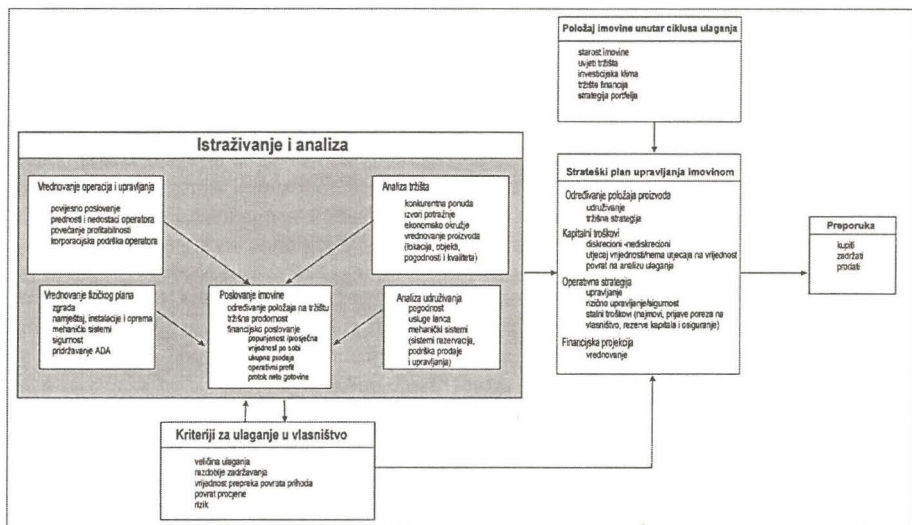 Položaj imovine unutar ciklusa ulaganja
starost imovine
uvjeti tržišta
investicijska klima
tržište financija
strategija portfelja
Istraživanje i analiza
Vrednovanje operacija i upravljanja
povijesno poslovanje
prednosti i nedostaci operatora
povećanje profitabilnosti
korporacijska podrška operatora
Analiza tržišta
konkurentna ponuda
izvori potražnje
ekonomsko okružje
vrednovanje proizvoda
(lokacija, objekti,
pogodnosti i kvaliteta)
Vrednovanje fizičkog plana
zgrada
namještaj, instalacije i oprema
mehanički sistemi
sigurnost
pridržavanje ADA
Poslovanje imovine
određivanje položaja na tržištu
tržišna prodornost
financijsko poslovanje
popunjenost /prosječna
vrijednost po sobi
ukupna prodaja
operativni profit
protok neto gotovine
Analiza udruživanja
pogodnost
usluge lanca
mehanički sistemi
(sistemi rezervacija,
podrška prodaje
i upravljanja)
Strateški plan upravljanja imovinom
Određivanje položaja proizvoda
udruživanje
tržišna strategija
Kapitalni troškovi
diskrecioni -nediskrecioni
utjecaj vrijednosti/nema utjecaja na vrijednost
povrat na analizu ulaganja
Operativna strategija
upravljanje
rizično upravljanje/sigurnost
stalni troškovi (najmovi, prijave poreza na
vlasništvo, rezerve kapitala i osiguranje)
Financijska projekcija
vrednovanje
Preporuka
kupiti
zadržati
prodati
Kriteriji za ulaganje u vlasništvo
veličina ulaganja
razdoblje zadržavanja
vrijednost prepreka povrata prihoda
povrat procjene
rizik